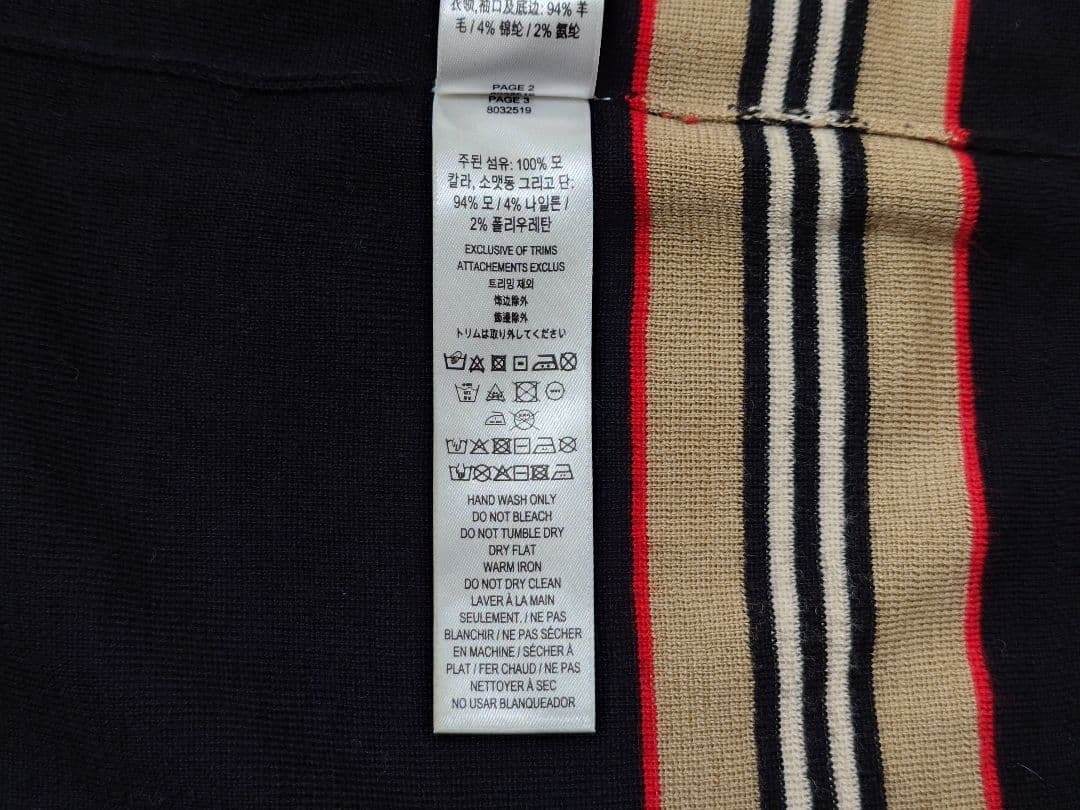 衣领,袖口及底边: 94% 羊
毛 / 4% 锦纶 / 2% 氨纶
PAGE 2
PAGE 3
8032519
주된 섬유: 100% 모
칼라, 소맷동 그리고 단:
94% 모 / 4% 나일론 /
2% 폴리우레탄
EXCLUSIVE OF TRIMS
ATTACHEMENTS EXCLUS
트리밍 제외
饰边除外
飾邊除外
トリムは取り外してください
HAND WASH ONLY
DO NOT BLEACH
DO NOT TUMBLE DRY
DRY FLAT
WARM IRON
DO NOT DRY CLEAN
LAVER À LA MAIN
SEULEMENT. / NE PAS
BLANCHIR / NE PAS SÉCHER
EN MACHINE / SÉCHER À
PLAT / FER CHAUD / NE PAS
NETTOYER À SEC
NO USAR BLANQUEADOR